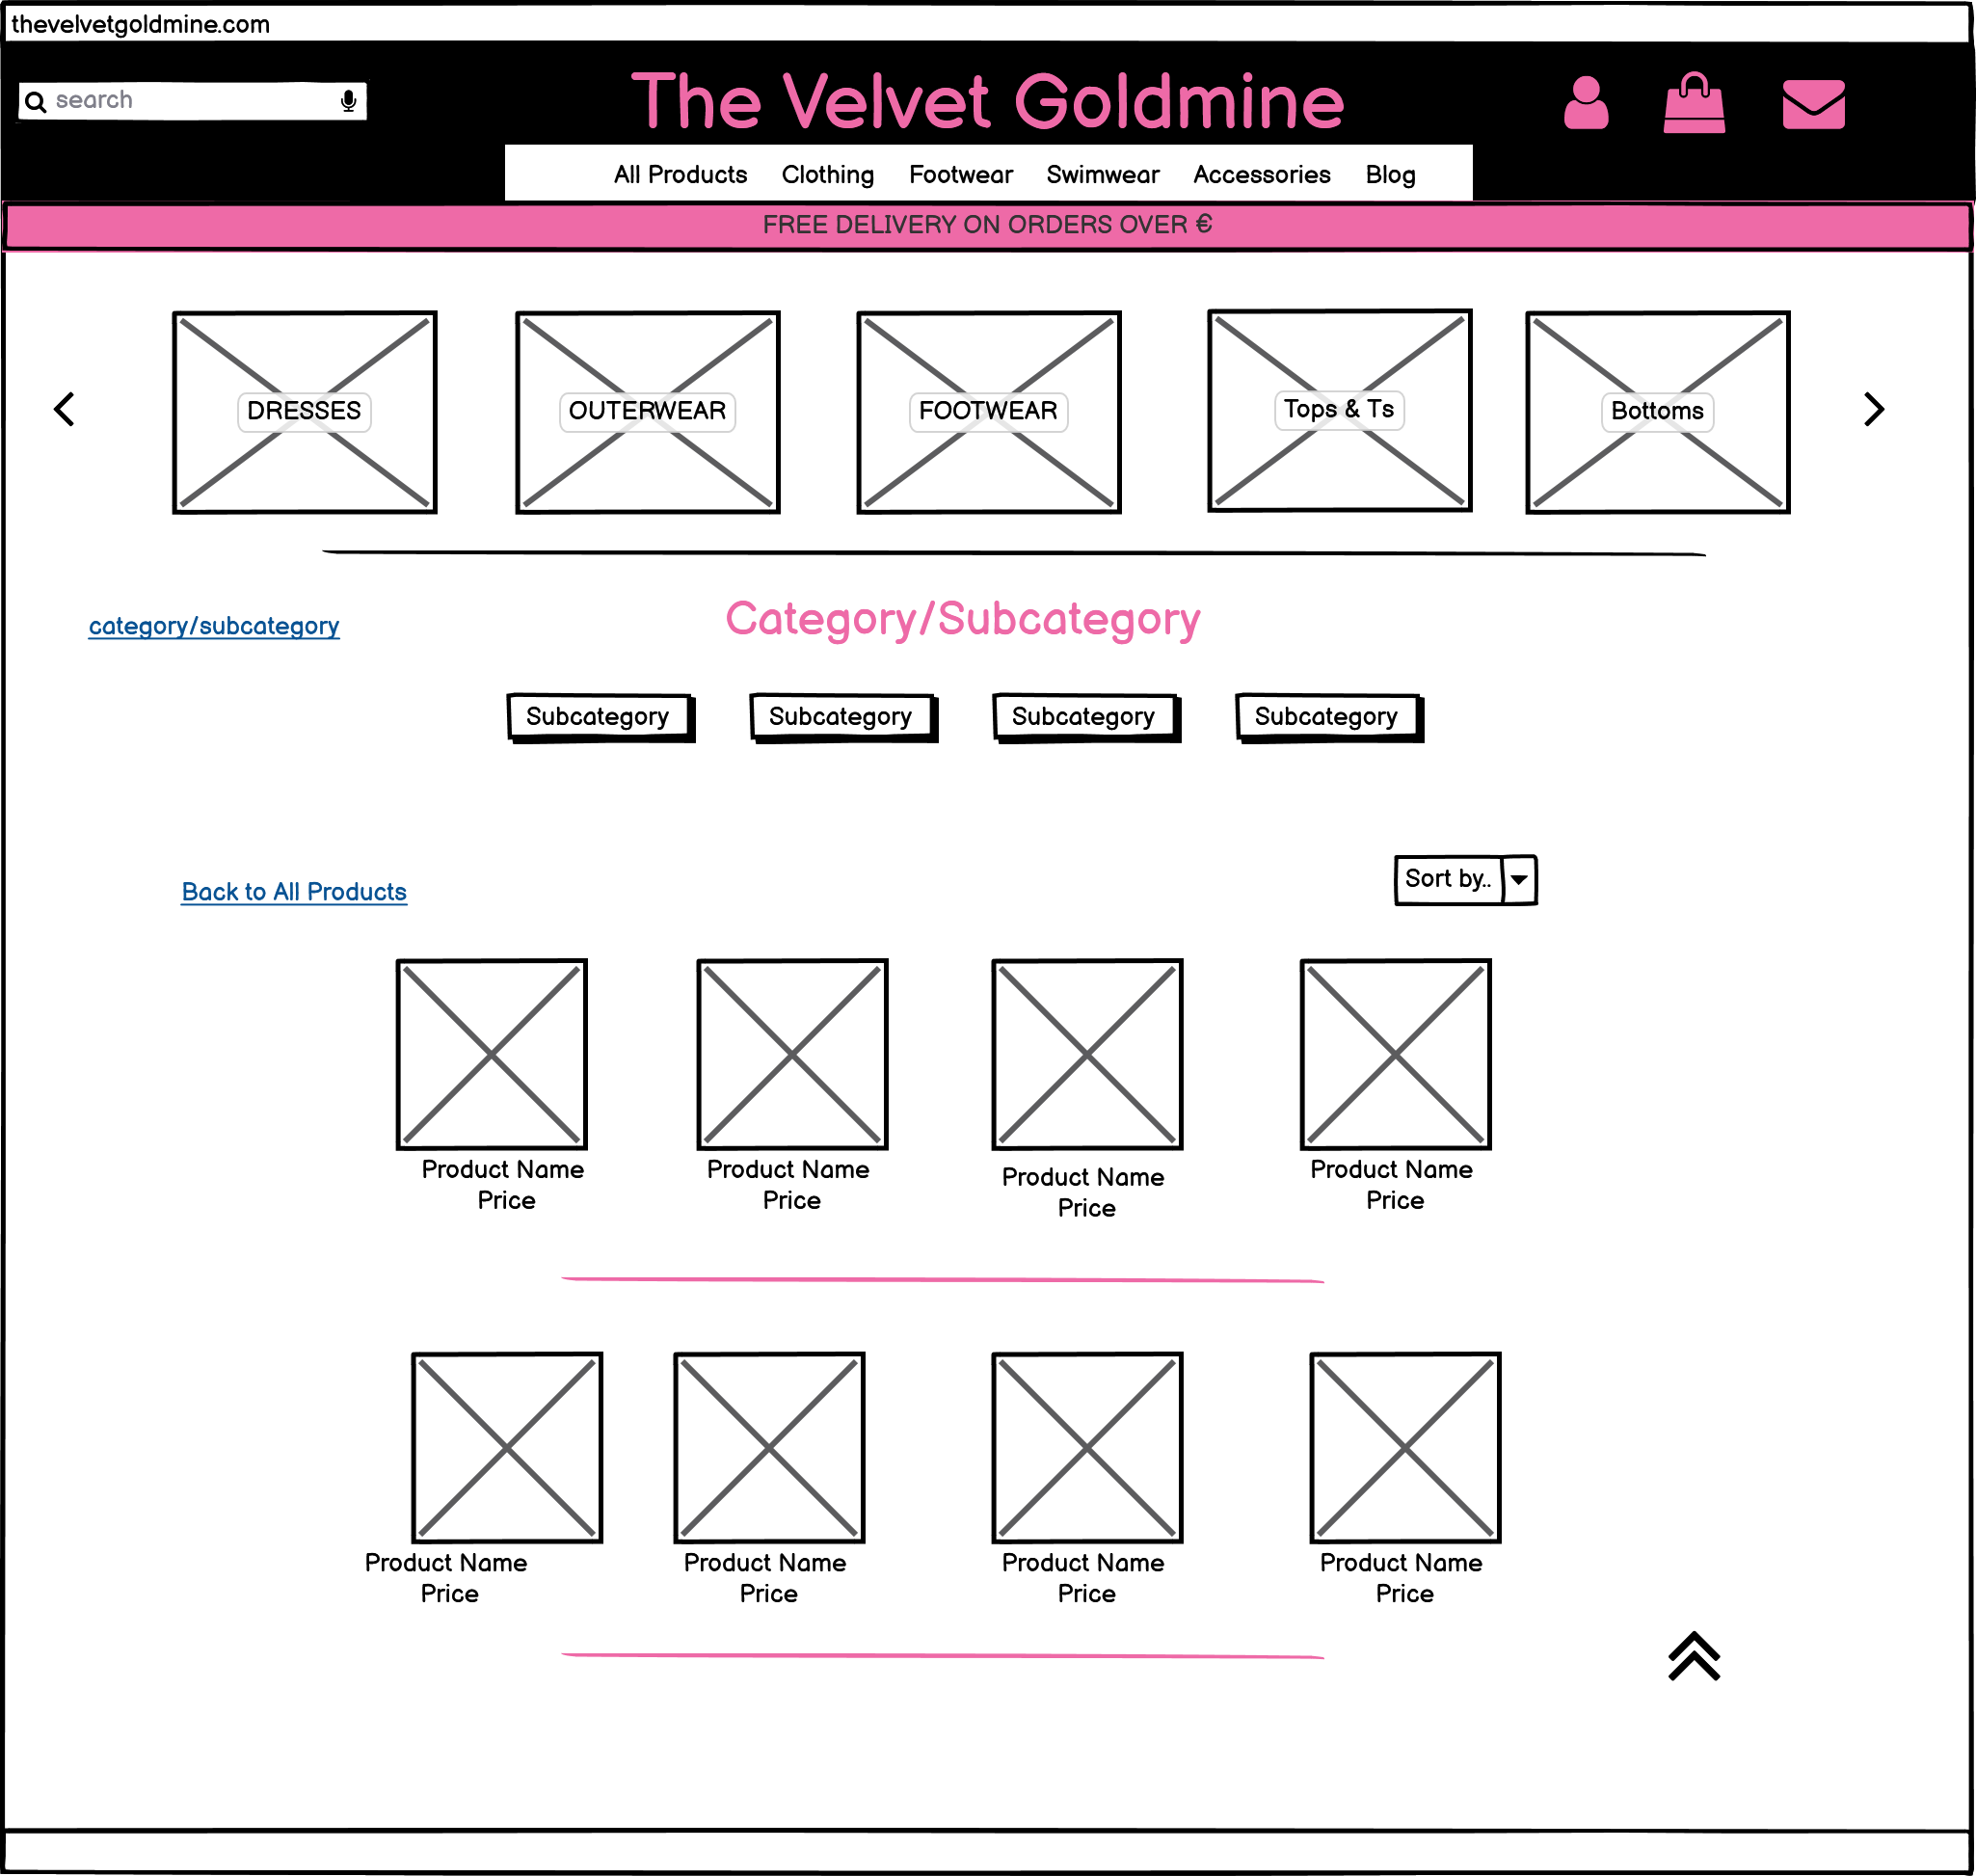 thevelvetgoldmine.com
search
The Velvet Goldmine
All Products Clothing Footwear Swimwear Accessories Blog
FREE DELIVERY ON ORDERS OVER €
DRESSES OUTERWEAR FOOTWEAR Tops & Ts Bottoms
category/subcategory
Category/Subcategory
Subcategory Subcategory Subcategory Subcategory
Back to All Products
Sort by..
Product Name Product Name Product Name Product Name
Price Price Price Price
Product Name Product Name Product Name Product Name
Price Price Price Price